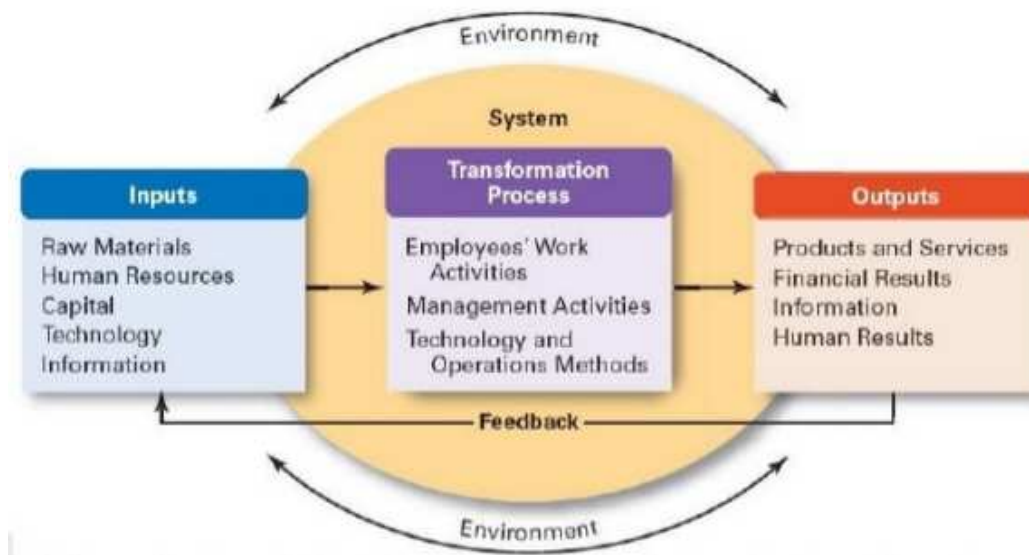 Environment
System
Inputs
Raw Materials
Human Resources
Capital
Technology
Information
Transformation
Process
Employees' Work
Activities
Management Activities
Technology and
Operations Methods
Outputs
Products and Services
Financial Results
Information
Human Results
Feedback
Environment